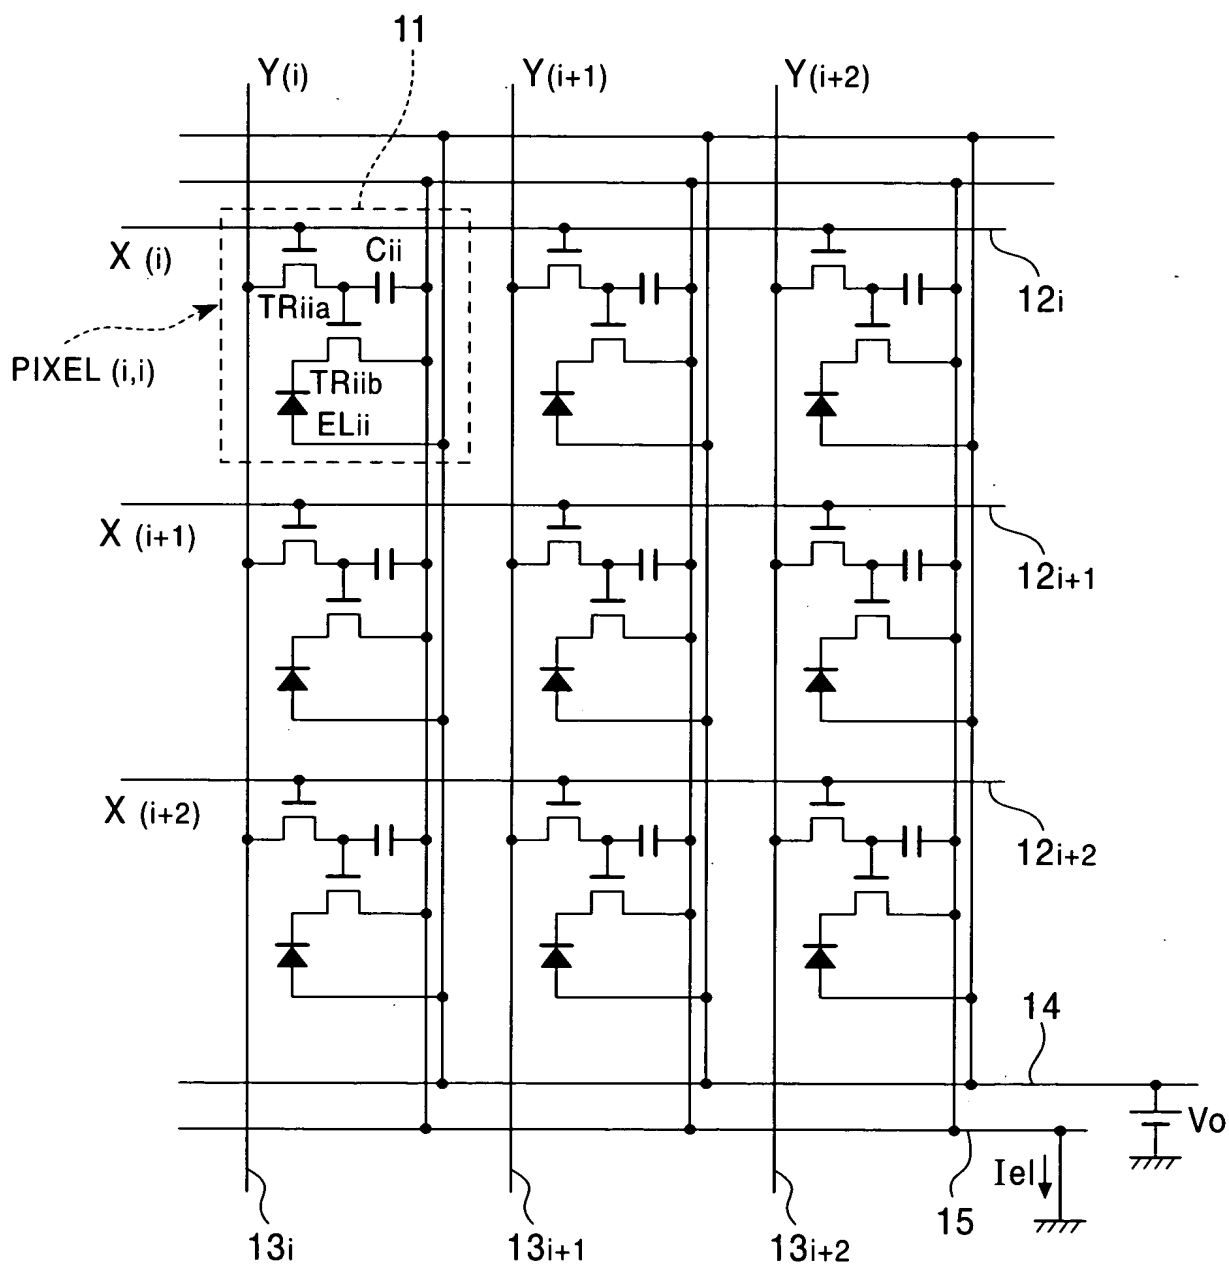 11
Y(i)
Y(i+1)
Y(i+2)
X (i)
Cii
12i
TRiia
PIXEL (i,i)
TRiib
ELii
X (i+1)
12i+1
X (i+2)
12i+2
14
Vo
Iel
15
13i
13i+1
13i+2